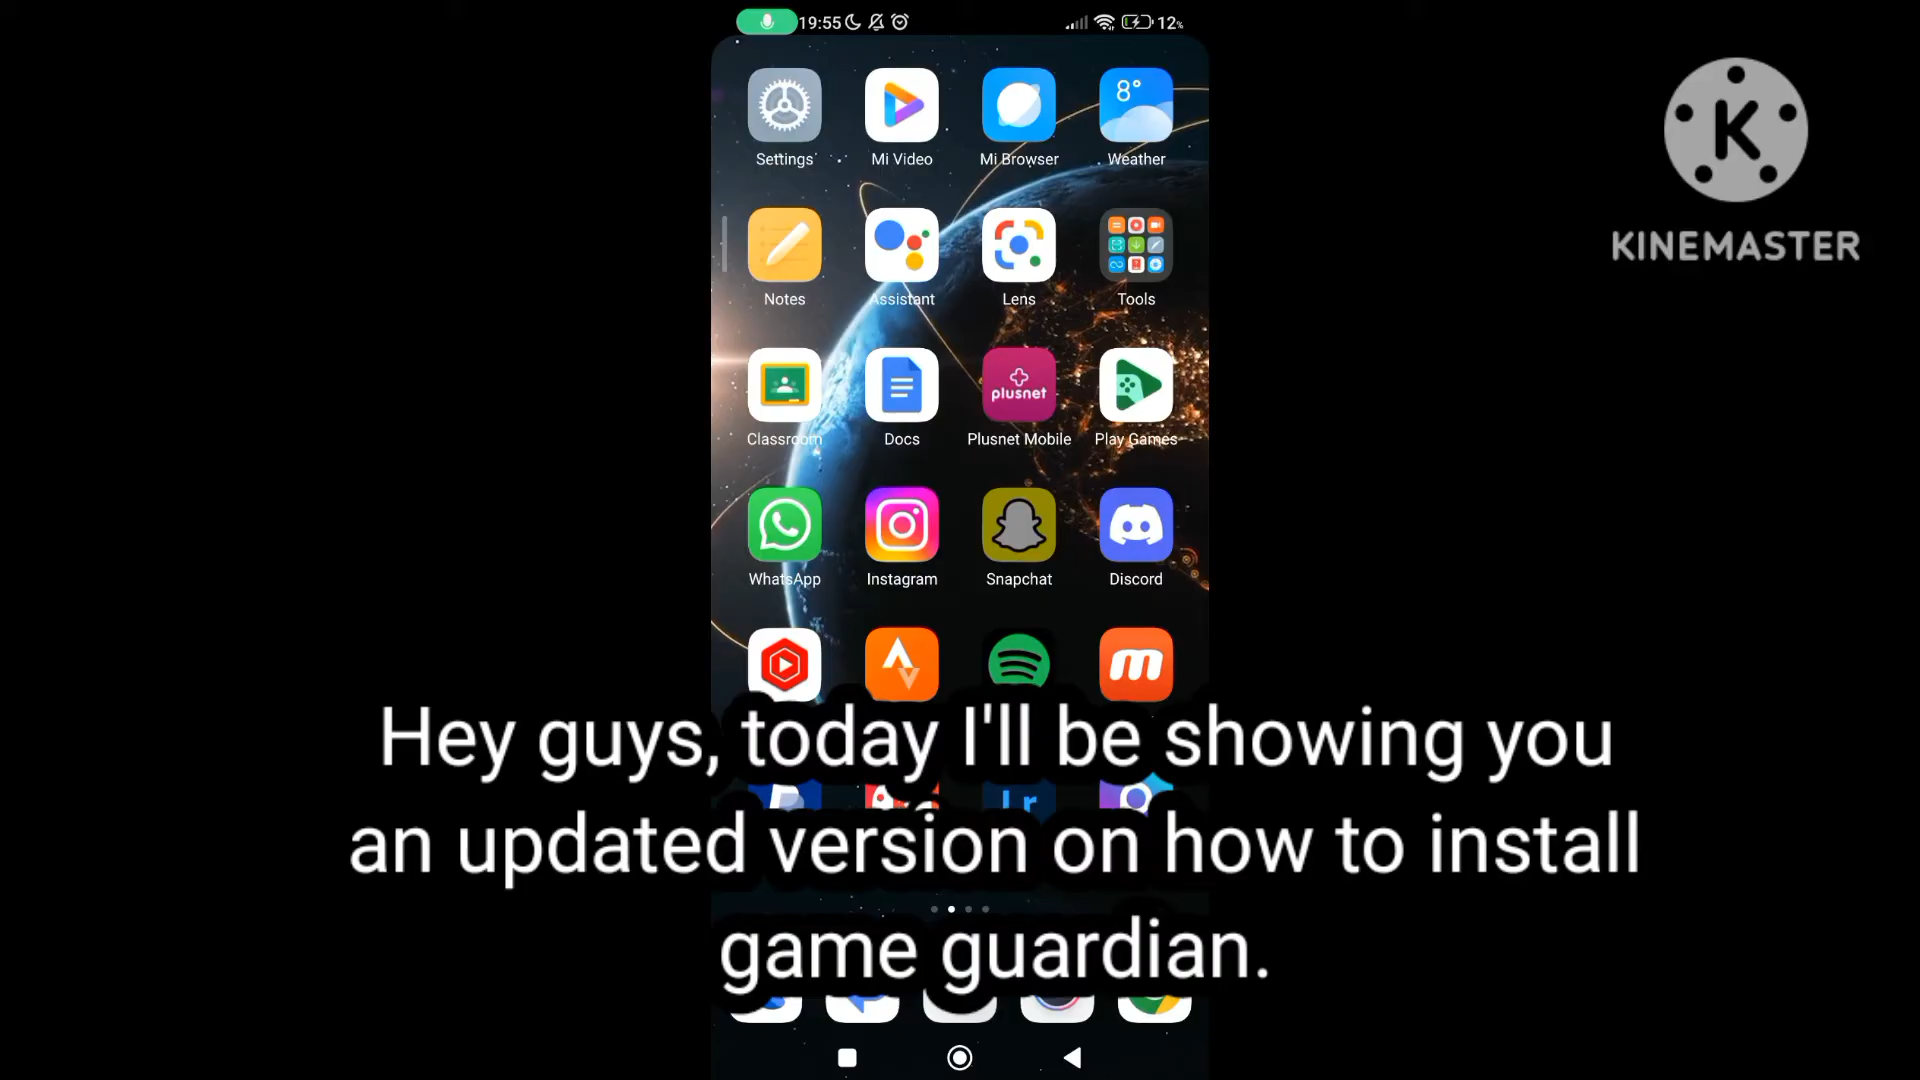 19:55 12%
Settings Mi Video Mi Browser Weather
8°
K
KINEMASTER
Notes Assistant Lens Tools
plusnet
Classroom Docs Plusnet Mobile Play Games
WhatsApp Instagram Snapchat Discord
Lr
Hey guys, today I'll be showing you
an updated version on how to install
game guardian.